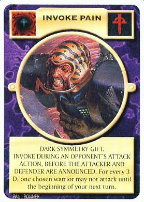 INVOKE PAIN
DARK SYMMETRY GIFT.
INVOKE DURING AN OPPONENT'S ATTACK
ACTION, BEFORE THE ATTACKER AND
DEFENDER ARE ANNOUNCED. For every 3
D, one chosen warrior may not attack until
the beginning of your next turn.